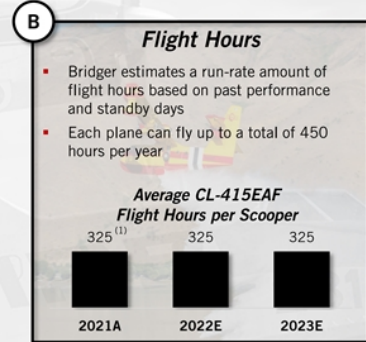 B
Flight Hours
Bridger estimates a run-rate amount of
flight hours based on past performance
and standby days
Each plane can fly up to a total of 450
hours per year
Average CL-415EAF
Flight Hours per Scooper
325(1) 325 325
2021A 2022E 2023E